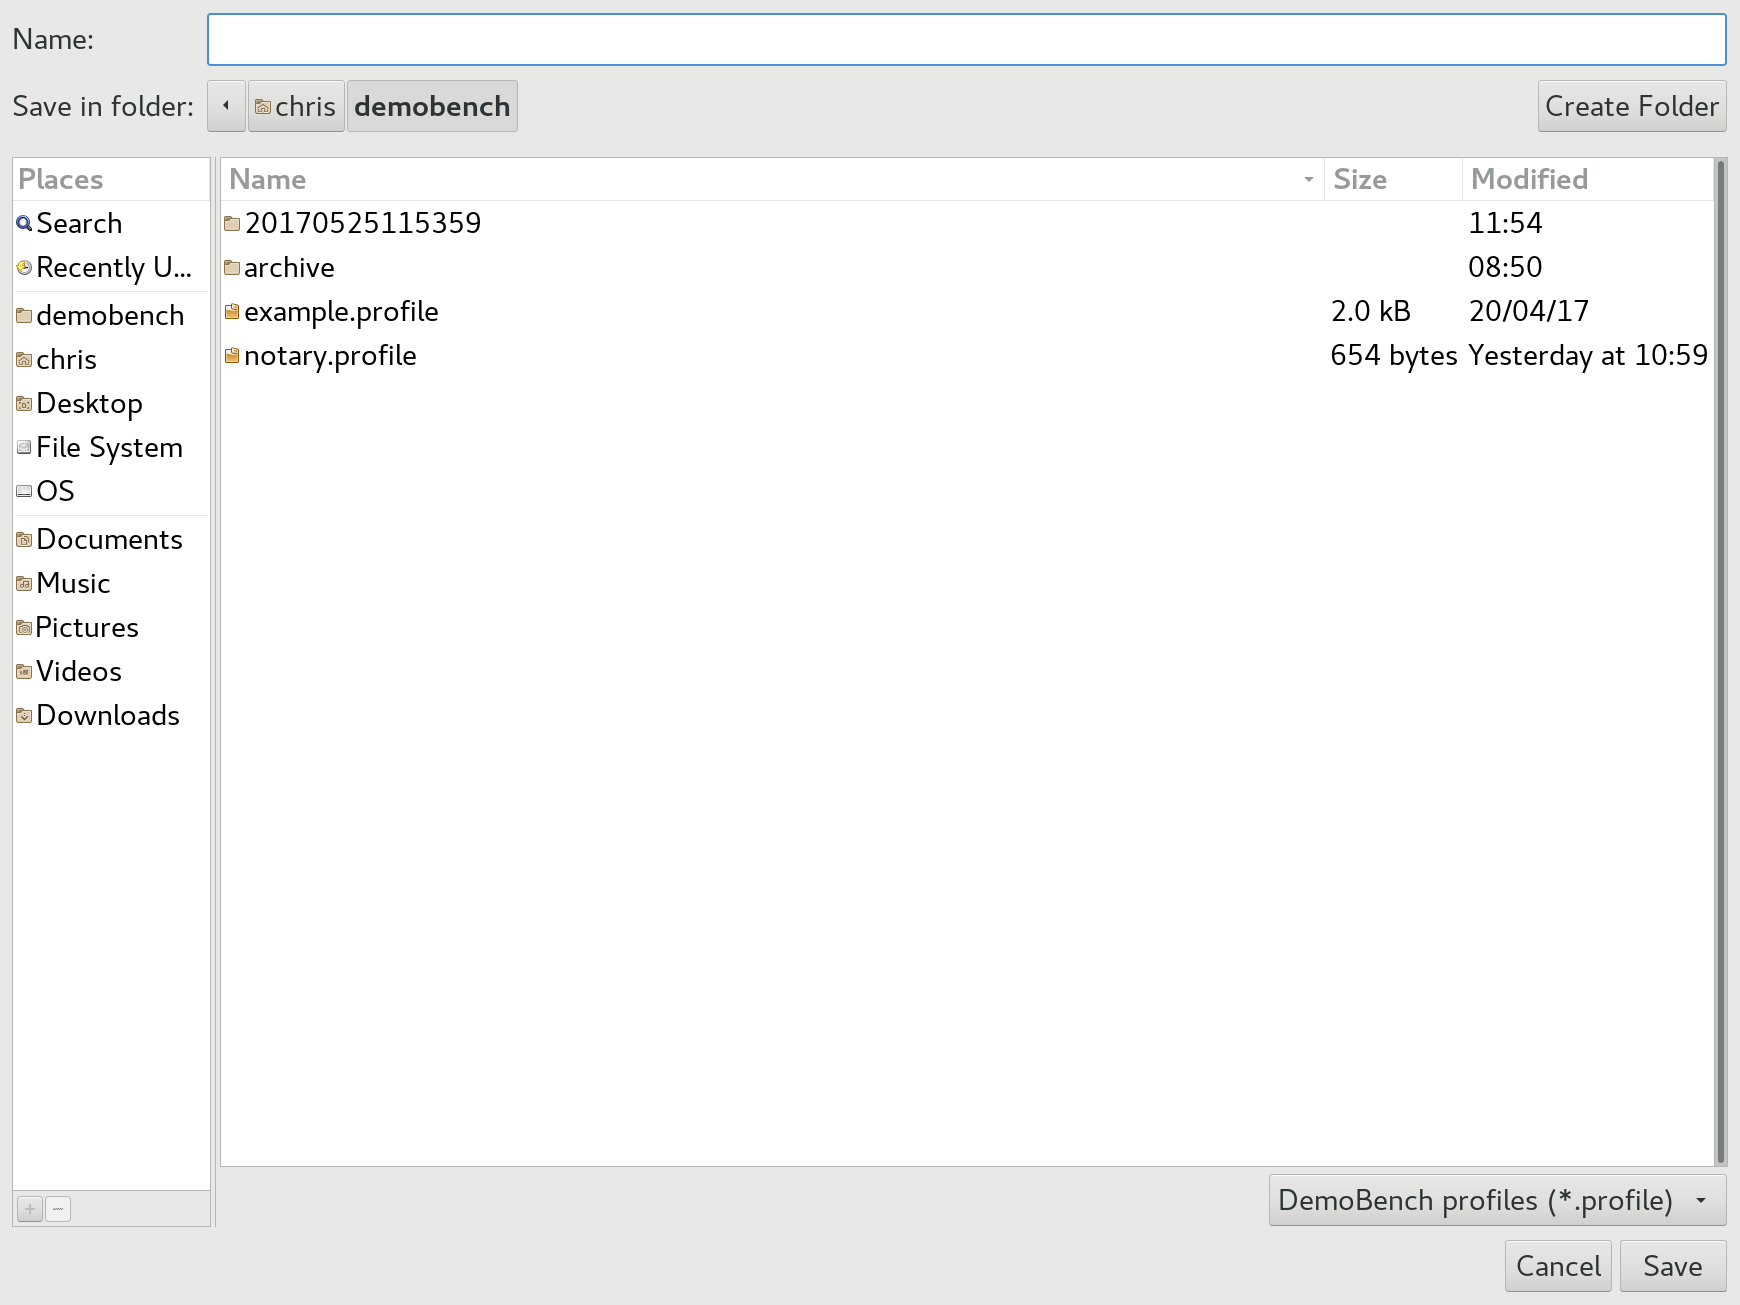 Name:
Save in folder: chris demobench Create Folder
Places
Search
Recently U...
demobench
chris
Desktop
File System
OS
Documents
Music
Pictures
Videos
Downloads
Name Size Modified
20170525115359 11:54
archive 08:50
example.profile 2.0 kB 20/04/17
notary.profile 654 bytes Yesterday at 10:59
DemoBench profiles (*.profile)
Cancel Save